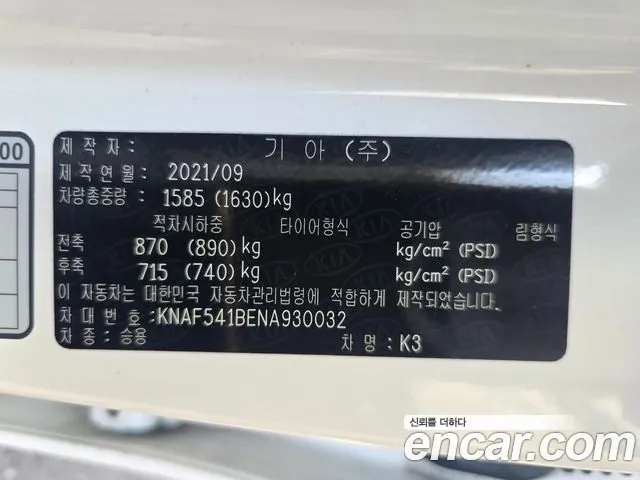 00
제 작 자 : 기 아 (주)
제 작 연 월 : 2021/09
차량총중량 : 1585 (1630)kg
적차시하중 타이어형식 공기압 림형식
전축 870 (890)kg kg/cm² (PSI)
후축 715 (740)kg kg/cm² (PSI)
이 자동차는 대한민국 자동차관리법령에 적합하게 제작되었습니다.
차 대 번 호 : KNAF541BENA930032
차 종 : 승용 차 명 : K3
신뢰를 더하다
encar.com